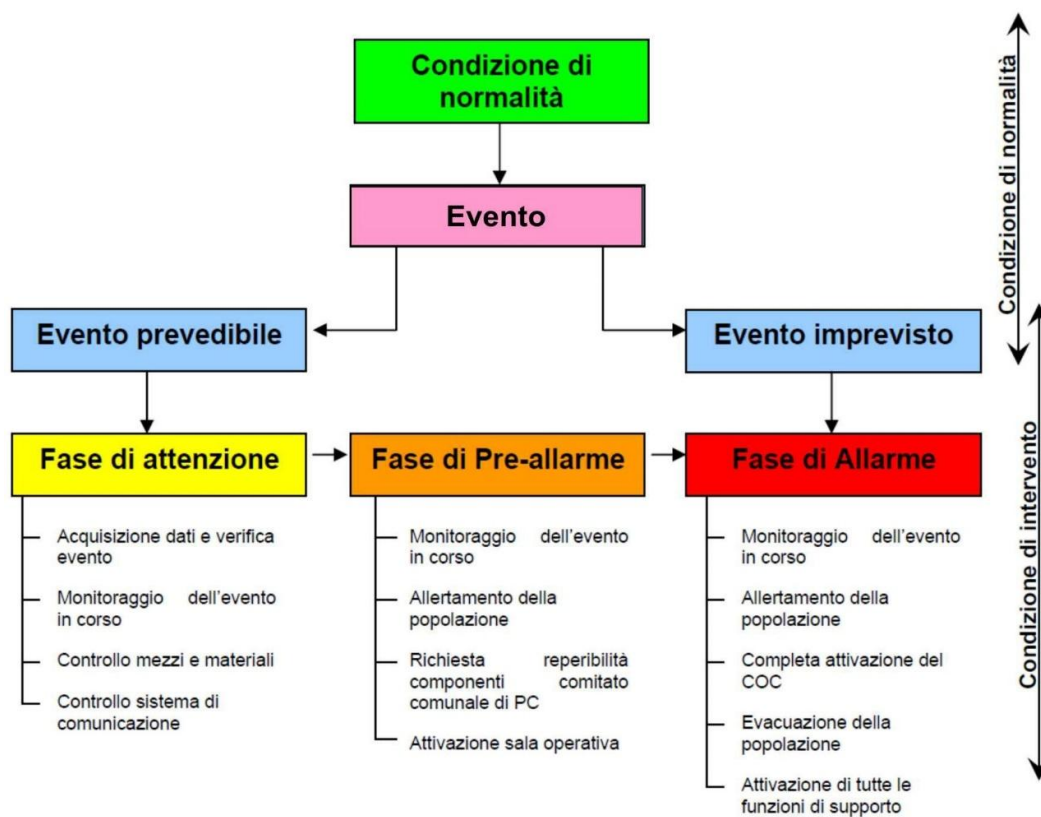 Condizione di
normalità
Evento
Evento prevedibile
Evento imprevisto
Fase di attenzione
Fase di Pre-allarme
Fase di Allarme
Acquisizione dati e verifica
evento
Monitoraggio dell'evento
in corso
Controllo mezzi e materiali
Controllo sistema di
comunicazione
Monitoraggio dell'evento
in corso
Allertamento della
popolazione
Richiesta reperibilità
componenti comitato
comunale di PC
Attivazione sala operativa
Monitoraggio dell'evento
in corso
Allertamento della
popolazione
Completa attivazione del
COC
Evacuazione della
popolazione
Attivazione di tutte le
funzioni di supporto
Condizione di normalità
Condizione di intervento